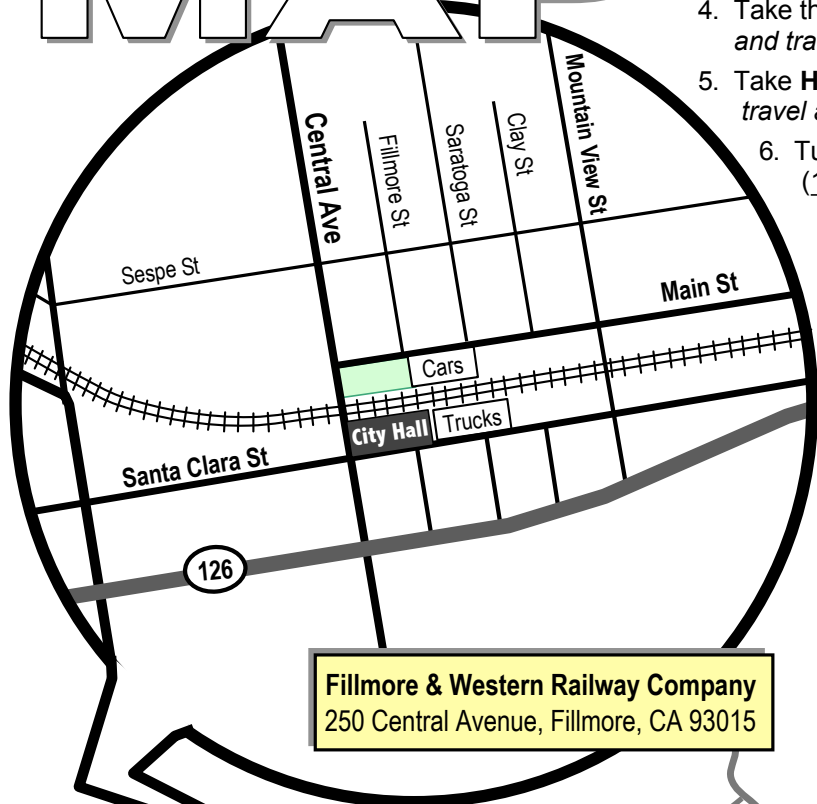 MAP
4. Take th
and tra
5. Take H
travel a
6. Tu
(1
Central Ave
Fillmore St
Saratoga St
Clay St
Mountain View St
Sespe St
Main St
Cars
City Hall
Trucks
Santa Clara St
126
Fillmore & Western Railway Company
250 Central Avenue, Fillmore, CA 93015